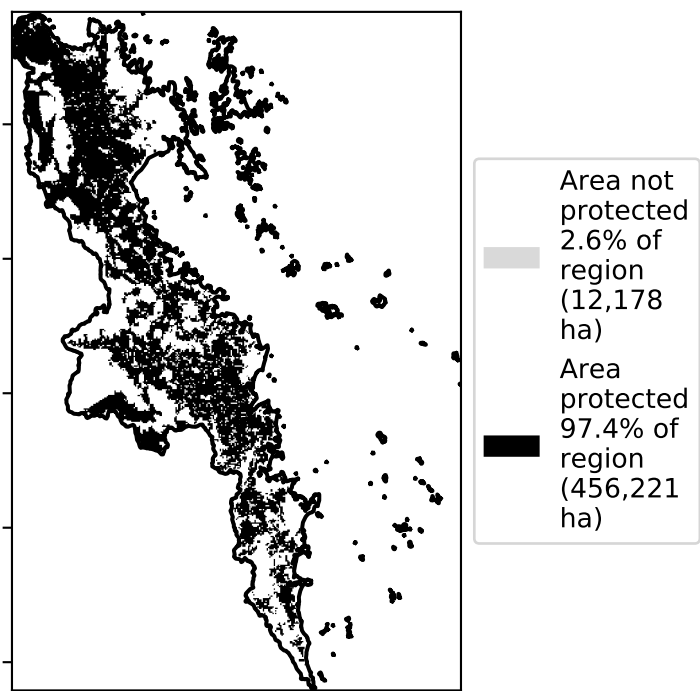 Area not
protected
2.6% of
region
(12,178
ha)
Area
protected
97.4% of
region
(456,221
ha)